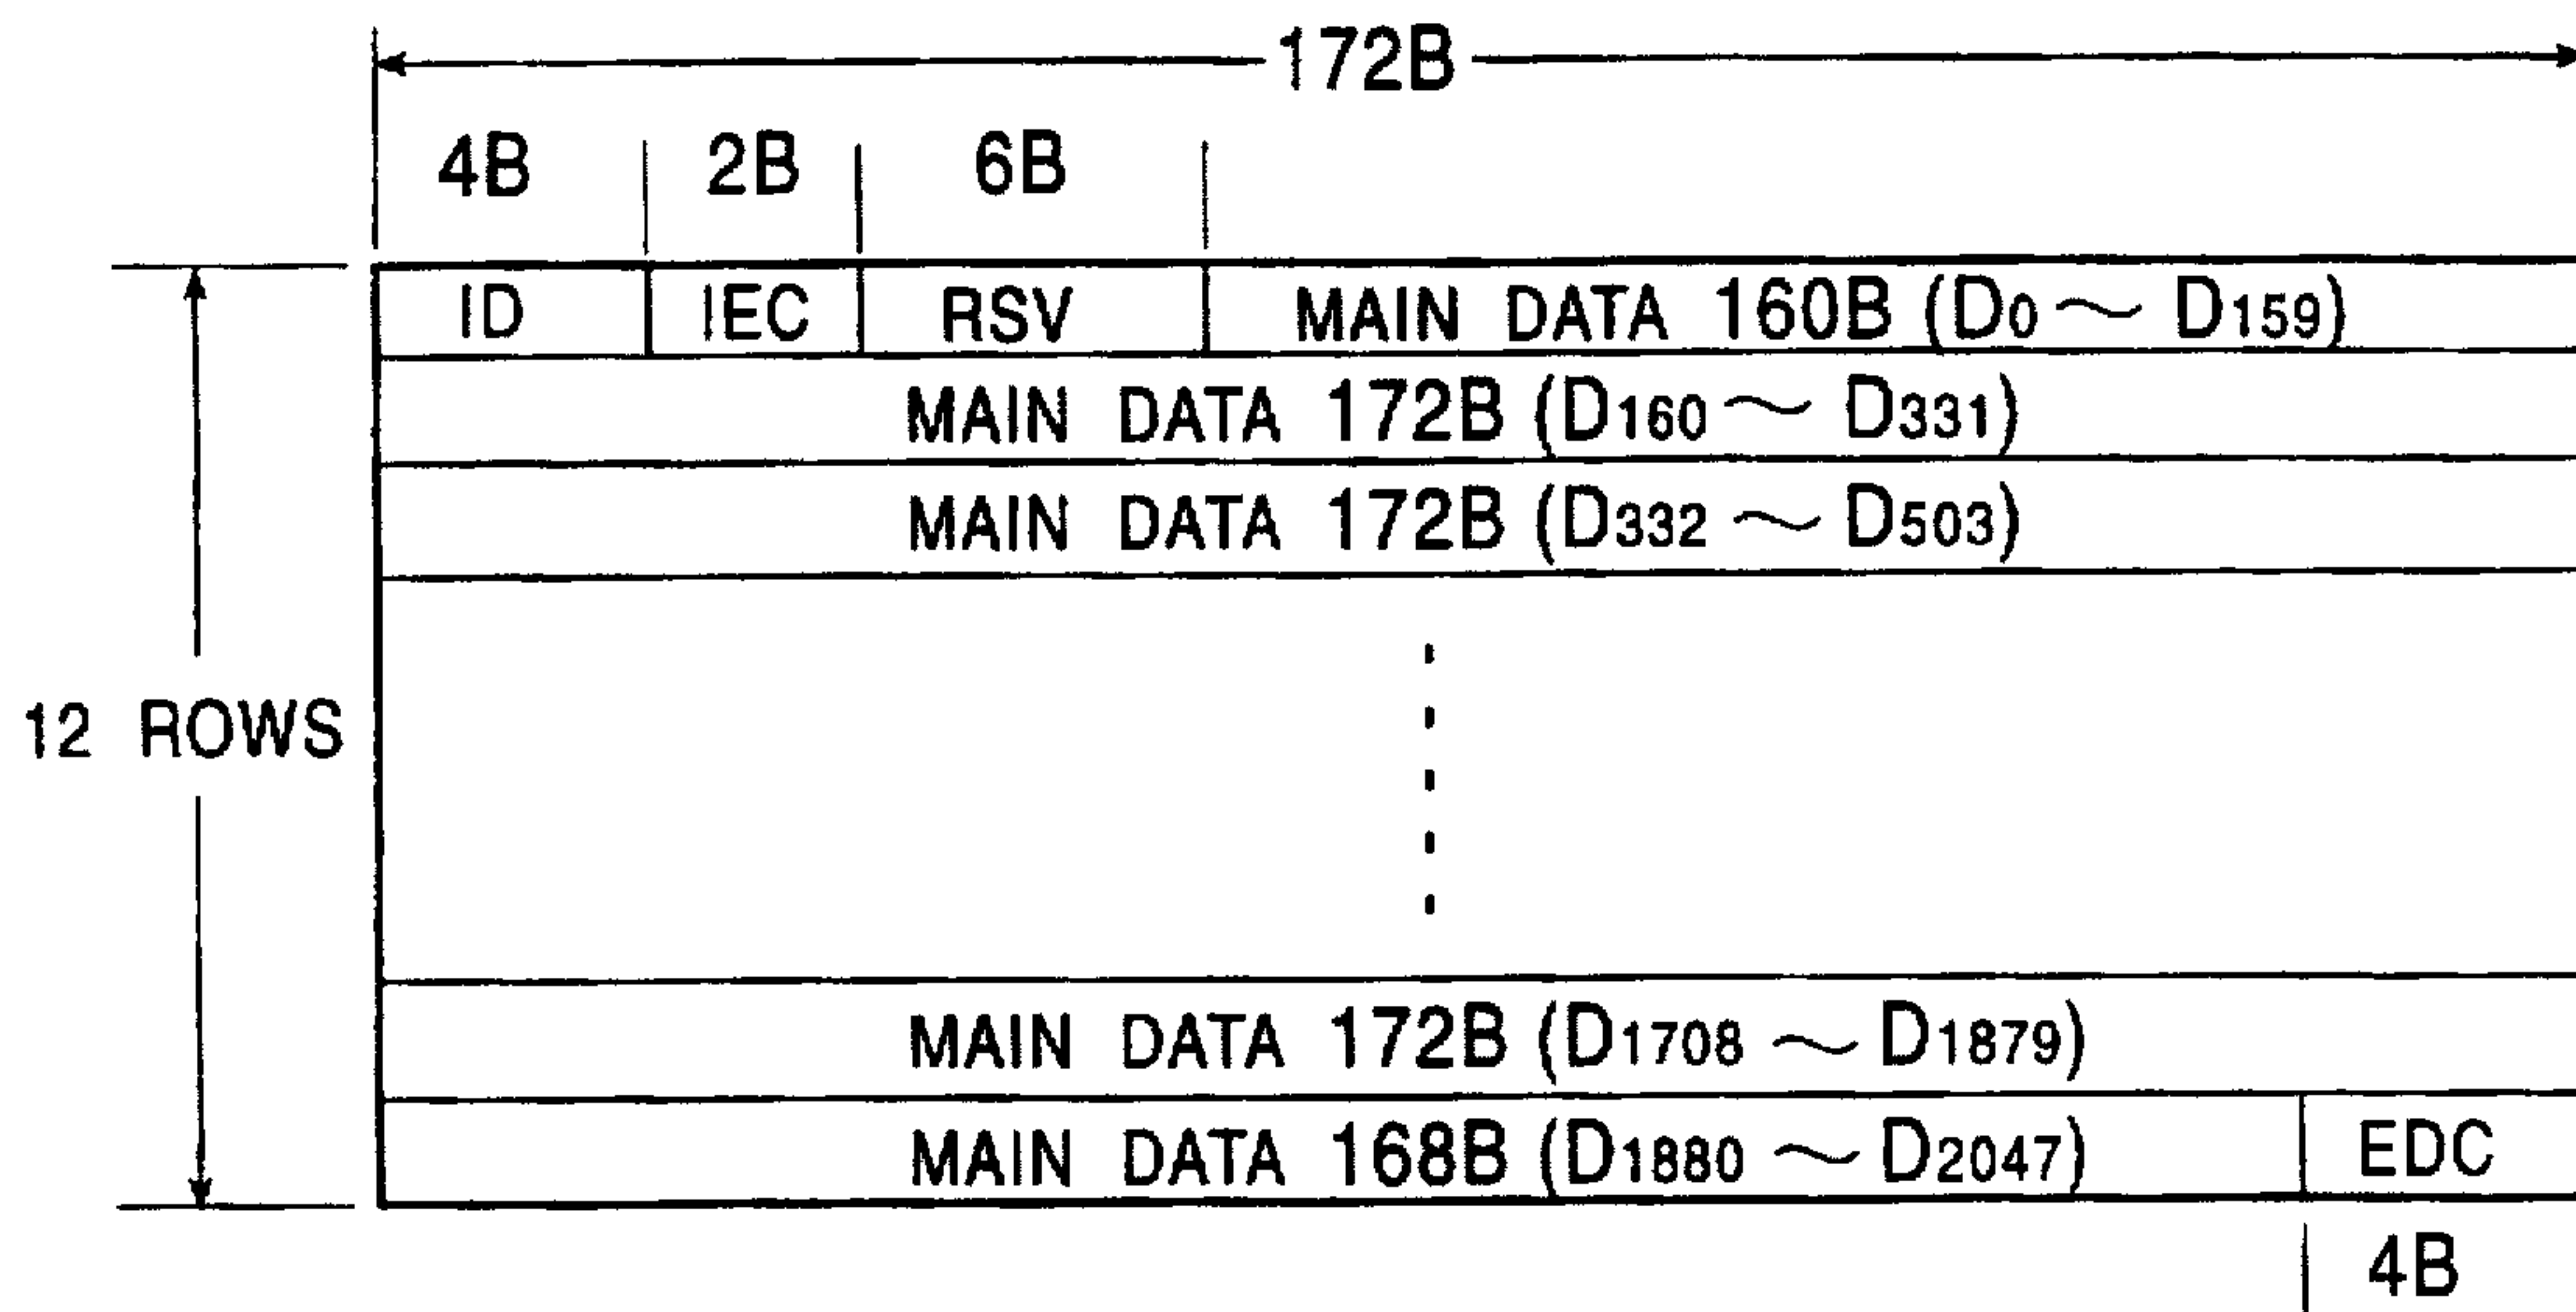 172B
4B 2B 6B
ID IEC RSV MAIN DATA 160B (D0 ~ D159)
MAIN DATA 172B (D160 ~ D331)
MAIN DATA 172B (D332 ~ D503)
12 ROWS
MAIN DATA 172B (D1708 ~ D1879)
MAIN DATA 168B (D1880 ~ D2047) EDC
4B